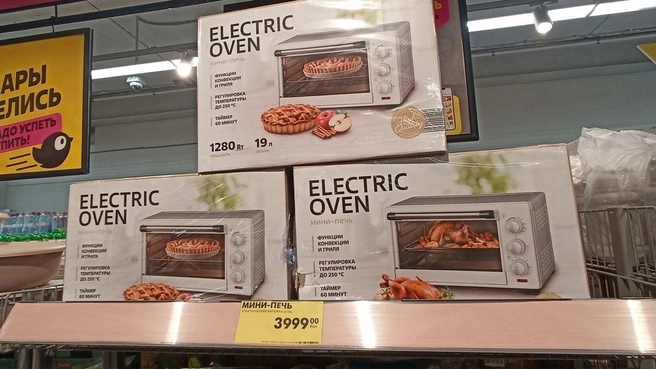 АРЫ
ЕЛИСЬ
АДО УСПЕТЬ
ПИТЬ!
ELECTRIC
OVEN
МИНИ-ПЕЧЬ
ФУНКЦИИ
КОНВЕКЦИИ
И ГРИЛЯ
РЕГУЛИРОВКА
ТЕМПЕРАТУРЫ
ДО 250 °С
ТАЙМЕР
60 МИНУТ
1280 Вт 19 л
ELECTRIC
OVEN
МИНИ-ПЕЧЬ
ФУНКЦИИ
КОНВЕКЦИИ
И ГРИЛЯ
РЕГУЛИРОВКА
ТЕМПЕРАТУРЫ
ДО 250 °С
ТАЙМЕР
60 МИНУТ
ELECTRIC
OVEN
МИНИ-ПЕЧЬ
ФУНКЦИИ
КОНВЕКЦИИ
И ГРИЛЯ
РЕГУЛИРОВКА
ТЕМПЕРАТУРЫ
ДО 250 °С
ТАЙМЕР
60 МИНУТ
МИНИ-ПЕЧЬ
3999 00